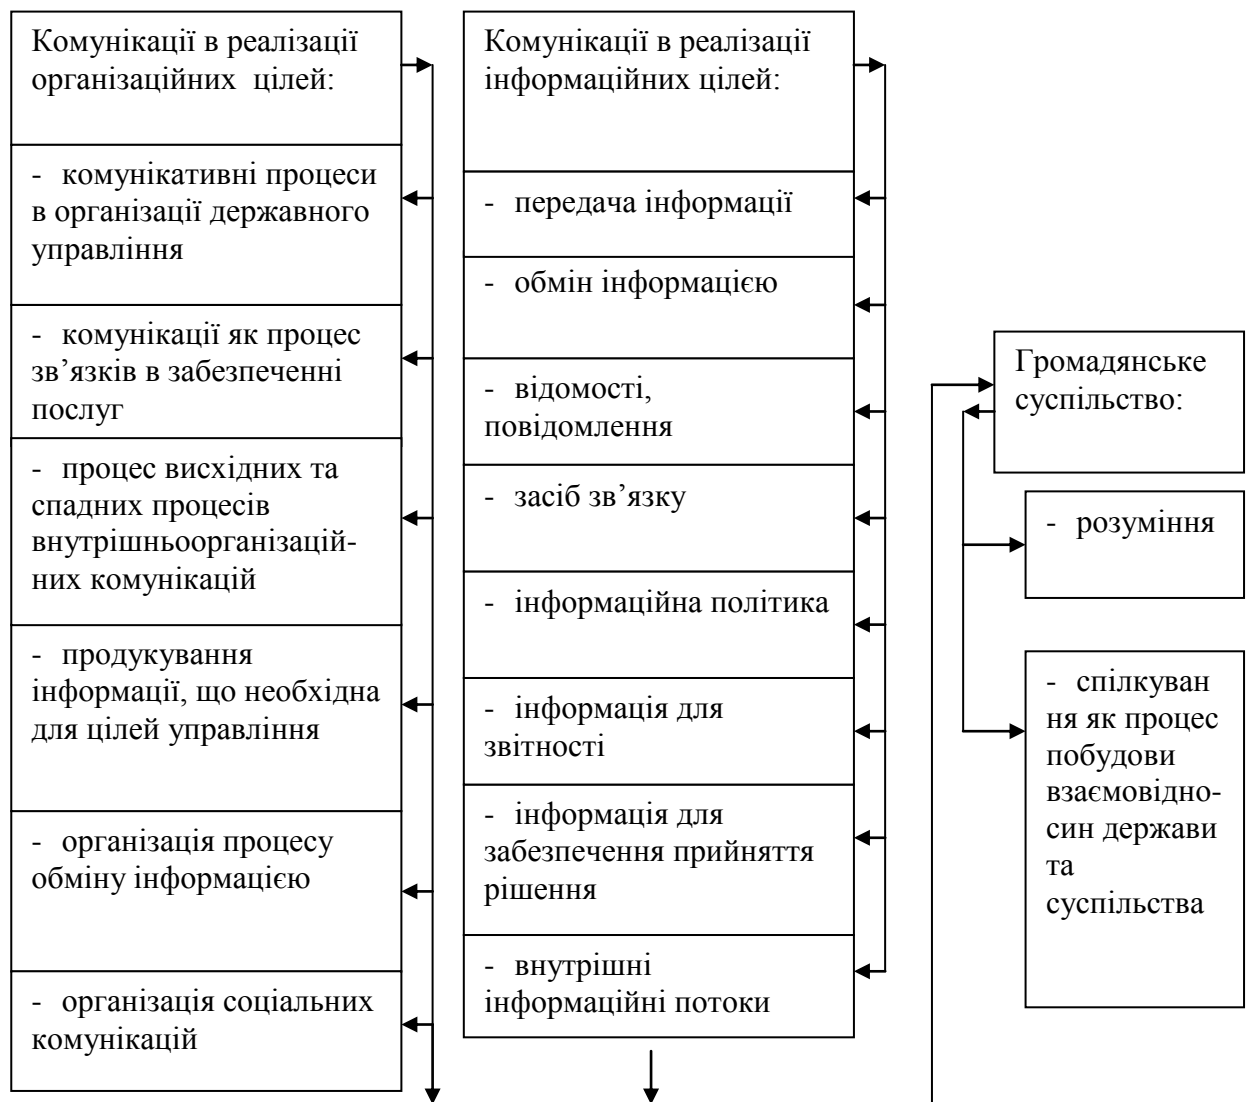 Комунікації в реалізації
організаційних цілей:
- комунікативні процеси
в організації державного
управління
- комунікації як процес
зв’язків в забезпеченні
послуг
- процес висхідних та
спадних процесів
внутрішньоорганізацій-
них комунікацій
- продукування
інформації, що необхідна
для цілей управління
- організація процесу
обміну інформацією
- організація соціальних
комунікацій
Комунікації в реалізації
інформаційних цілей:
- передача інформації
- обмін інформацією
- відомості,
повідомлення
- засіб зв’язку
- інформаційна політика
- інформація для
звітності
- інформація для
забезпечення прийняття
рішення
- внутрішні
інформаційні потоки
Громадянське
суспільство:
- розуміння
- спілкуван
ня як процес
побудови
взаємовідно-
син держави
та
суспільства